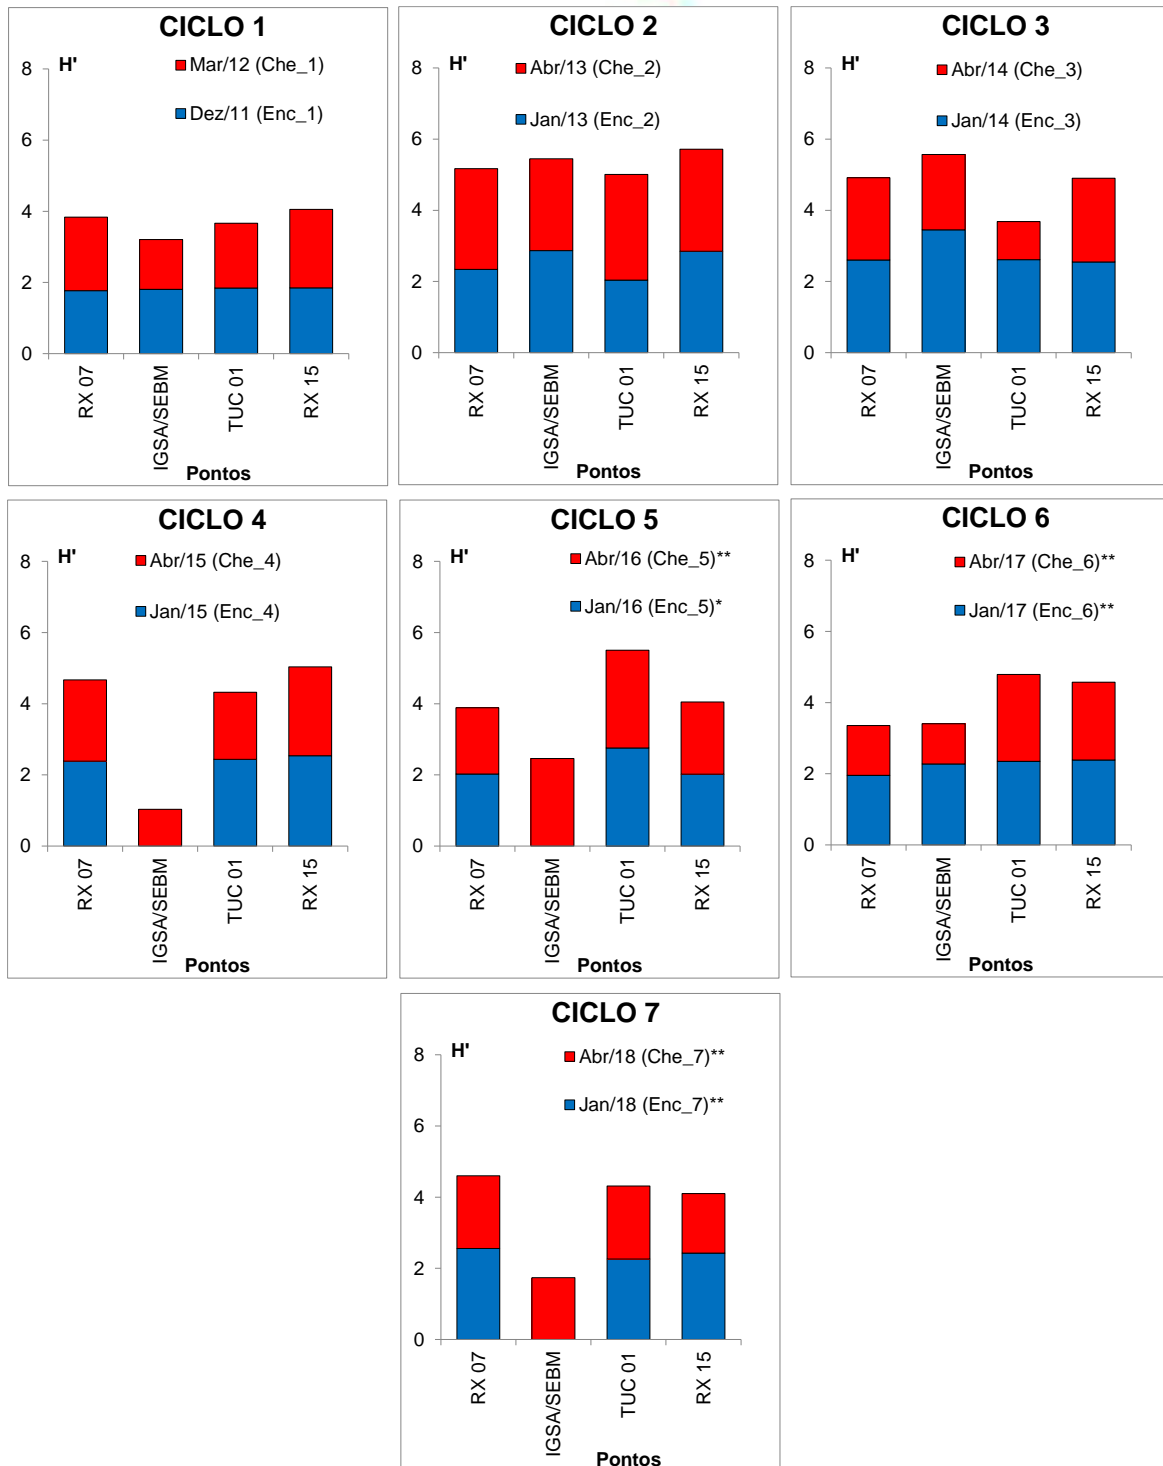 CICLO 1
H'
Mar/12 (Che_1)
Dez/11 (Enc_1)
8
6
4
2
0
RX 07
IGSA/SEBM
TUC 01
RX 15
Pontos
CICLO 2
H'
Abr/13 (Che_2)
Jan/13 (Enc_2)
8
6
4
2
0
RX 07
IGSA/SEBM
TUC 01
RX 15
Pontos
CICLO 3
H'
Abr/14 (Che_3)
Jan/14 (Enc_3)
8
6
4
2
0
RX 07
IGSA/SEBM
TUC 01
RX 15
Pontos
CICLO 4
H'
Abr/15 (Che_4)
Jan/15 (Enc_4)
8
6
4
2
0
RX 07
IGSA/SEBM
TUC 01
RX 15
Pontos
CICLO 5
H'
Abr/16 (Che_5)**
Jan/16 (Enc_5)*
8
6
4
2
0
RX 07
IGSA/SEBM
TUC 01
RX 15
Pontos
CICLO 6
H'
Abr/17 (Che_6)**
Jan/17 (Enc_6)**
8
6
4
2
0
RX 07
IGSA/SEBM
TUC 01
RX 15
Pontos
CICLO 7
H'
Abr/18 (Che_7)**
Jan/18 (Enc_7)**
8
6
4
2
0
RX 07
IGSA/SEBM
TUC 01
RX 15
Pontos